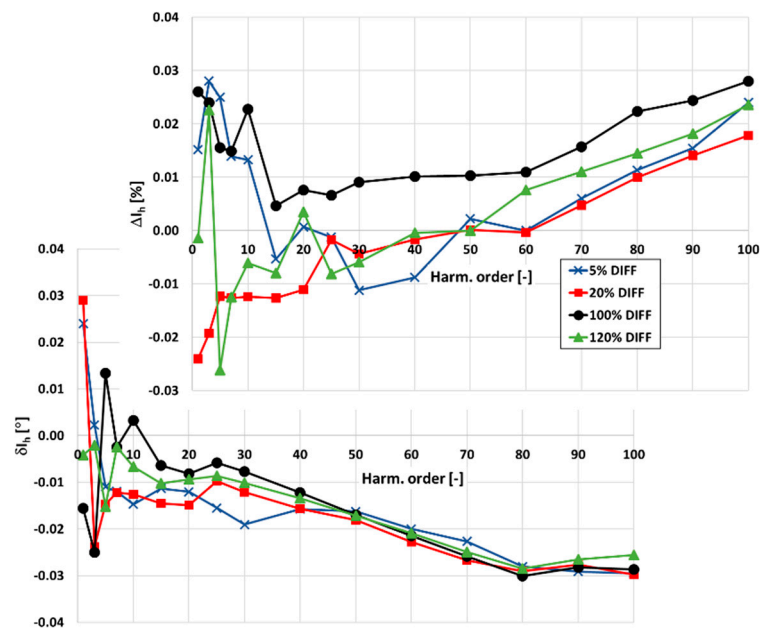 0.04
0.03
0.02
0.01
0.00
-0.01
-0.02
-0.03
ΔIh [%]
0 10 20 30 40 50 60 70 80 90 100
Harm. order [-]
5% DIFF
20% DIFF
100% DIFF
120% DIFF
0.04
0.03
0.02
0.01
0.00
-0.01
-0.02
-0.03
-0.04
δIh [°]
0 10 20 30 40 50 60 70 80 90 100
Harm. order [-]